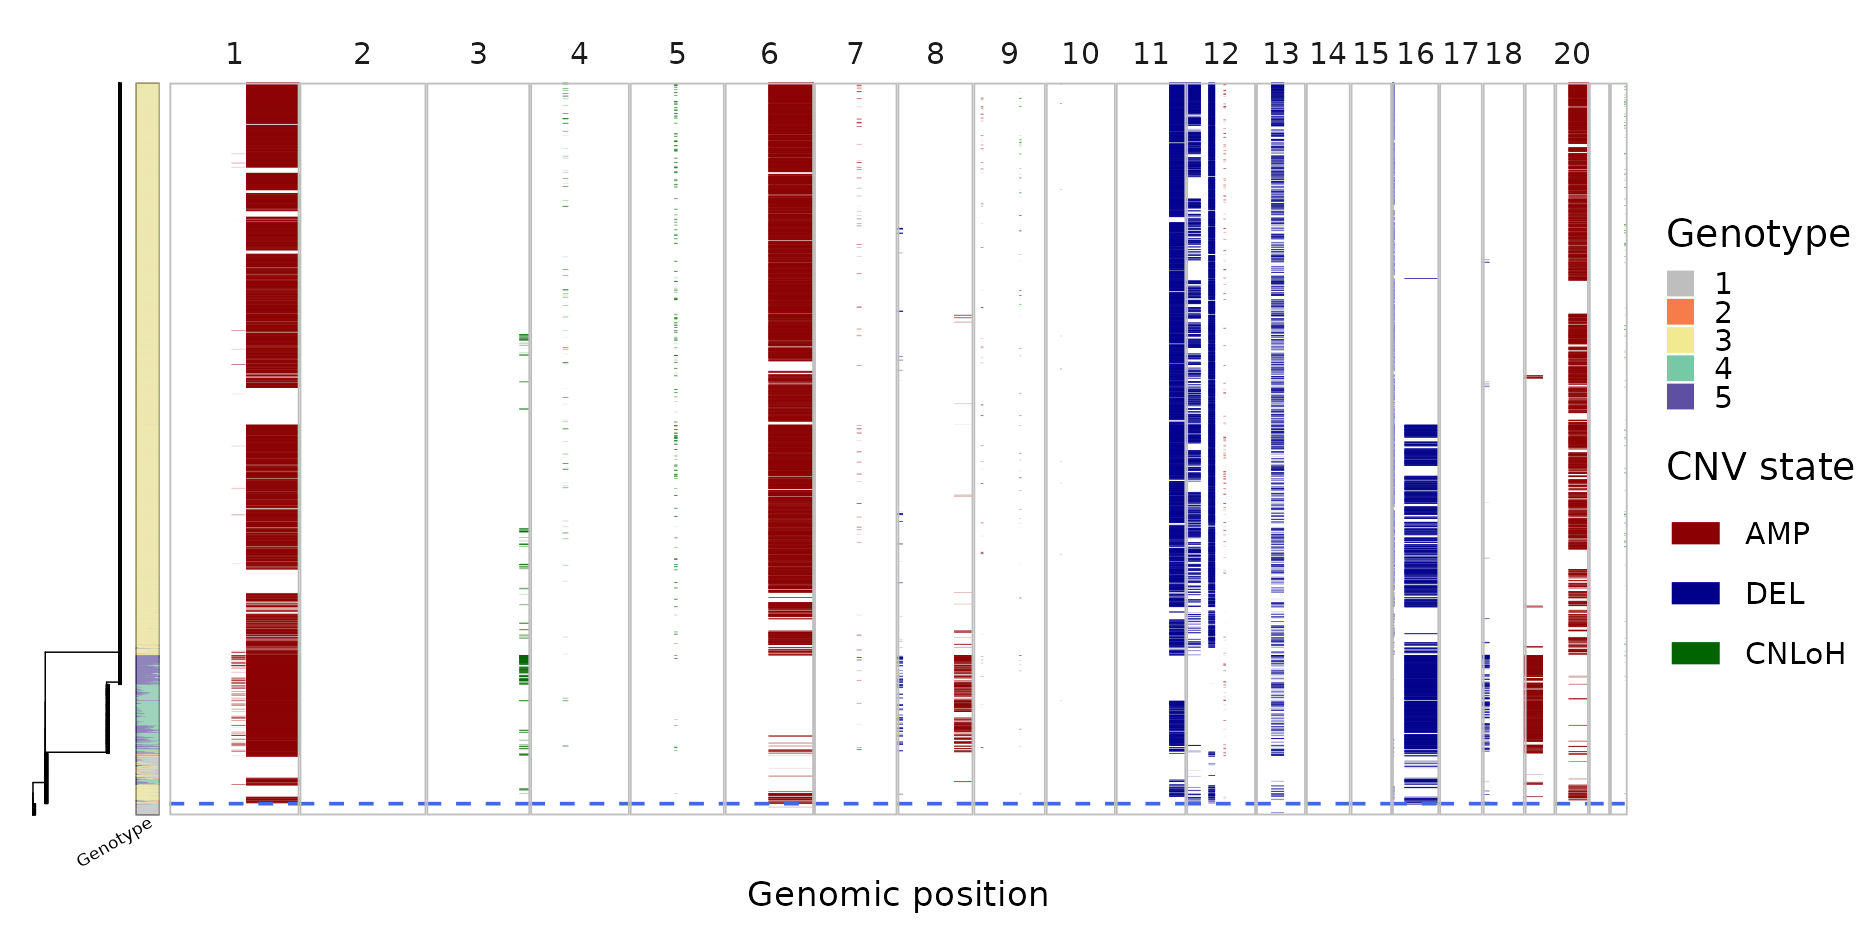 1 2 3 4 5 6 7 8 9 10 11 12 13 14 15 16 17 18 20
Genotype
1
2
3
4
5
CNV state
AMP
DEL
CNLoH
Genotype
Genomic position